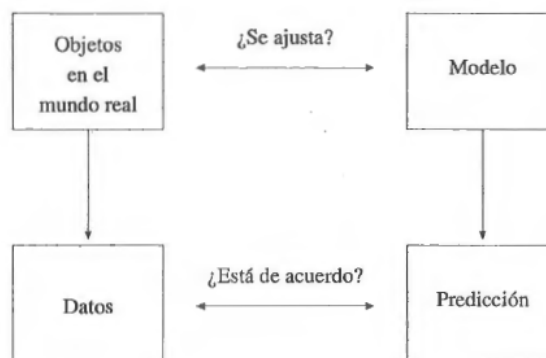 Objetos
en el
mundo real
¿Se ajusta?
Modelo
Datos
¿Está de acuerdo?
Predicción